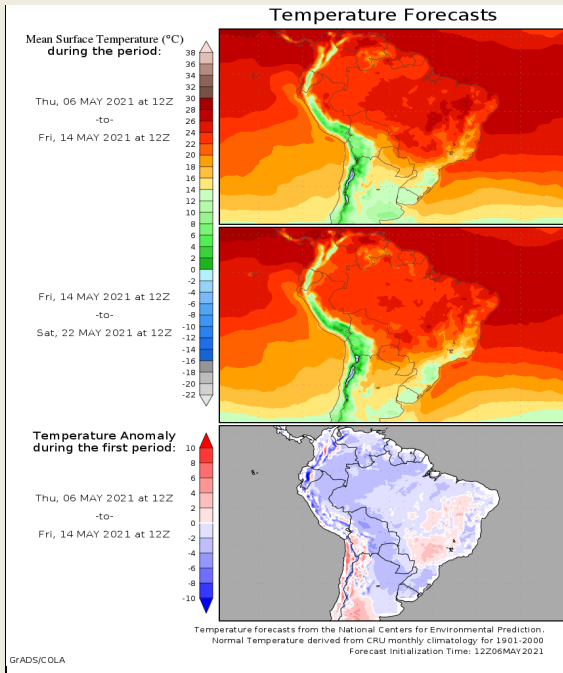 Temperature Forecasts
Mean Surface Temperature (°C)
during the period:
Thu, 06 MAY 2021 at 12Z
-to-
Fri, 14 MAY 2021 at 12Z
38
36
34
32
30
28
26
24
22
20
18
16
14
12
10
8
6
4
2
0
-2
-4
-6
-8
-10
-12
-14
-16
-18
-20
-22
Fri, 14 MAY 2021 at 12Z
-to-
Sat, 22 MAY 2021 at 12Z
Temperature Anomaly
during the first period:
Thu, 06 MAY 2021 at 12Z
-to-
Fri, 14 MAY 2021 at 12Z
10
8
6
4
2
0
-2
-4
-6
-8
-10
Temperature forecasts from the National Centers for Environmental Prediction.
Normal Temperature derived from CRU monthly climatology for 1901-2000
Forecast Initialization Time: 12Z06MAY2021
GrADS/COLA